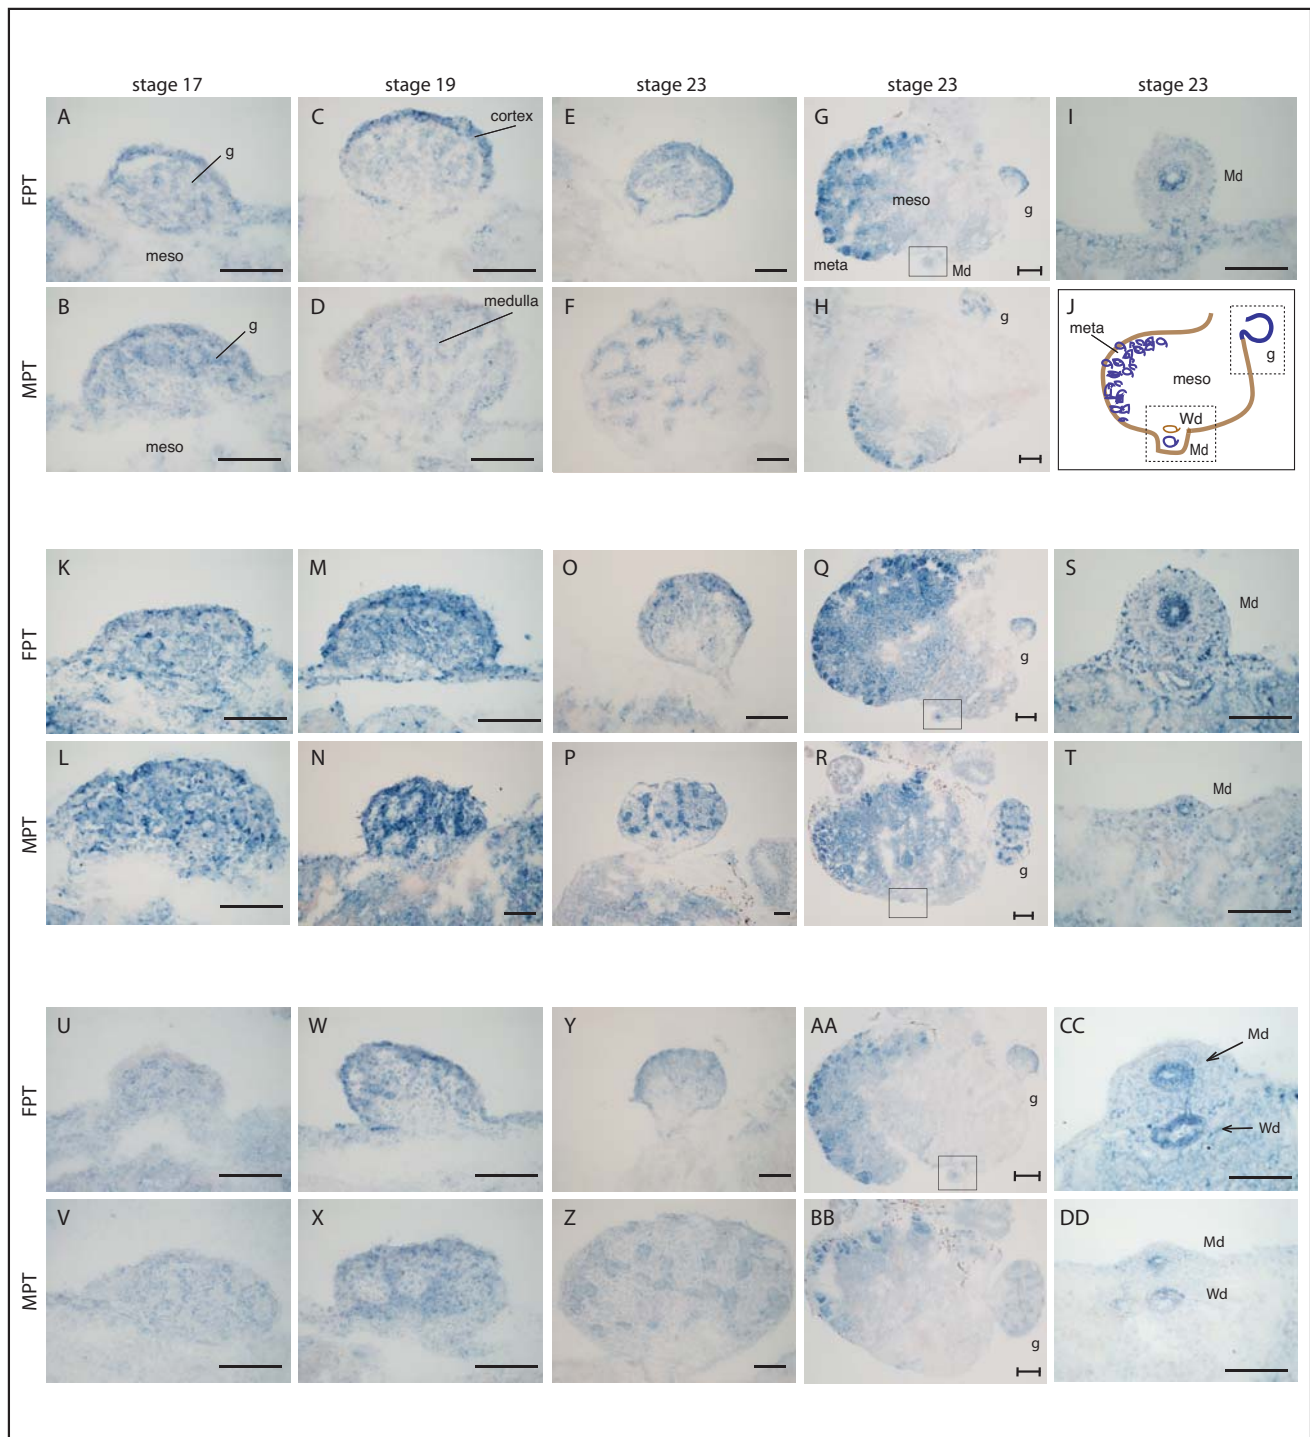 stage 17 stage 19 stage 23 stage 23 stage 23
FPT
A g meso
C cortex
E
G meso meta Md g
I Md
MPT
B g meso
D medulla
F
H g
J meta meso g Wd Md
FPT
K
M
O
Q g
S Md
MPT
L
N
P
R g
T Md
FPT
U
W
Y
AA g
CC Md Wd
MPT
V
X
Z
BB g
DD Md Wd